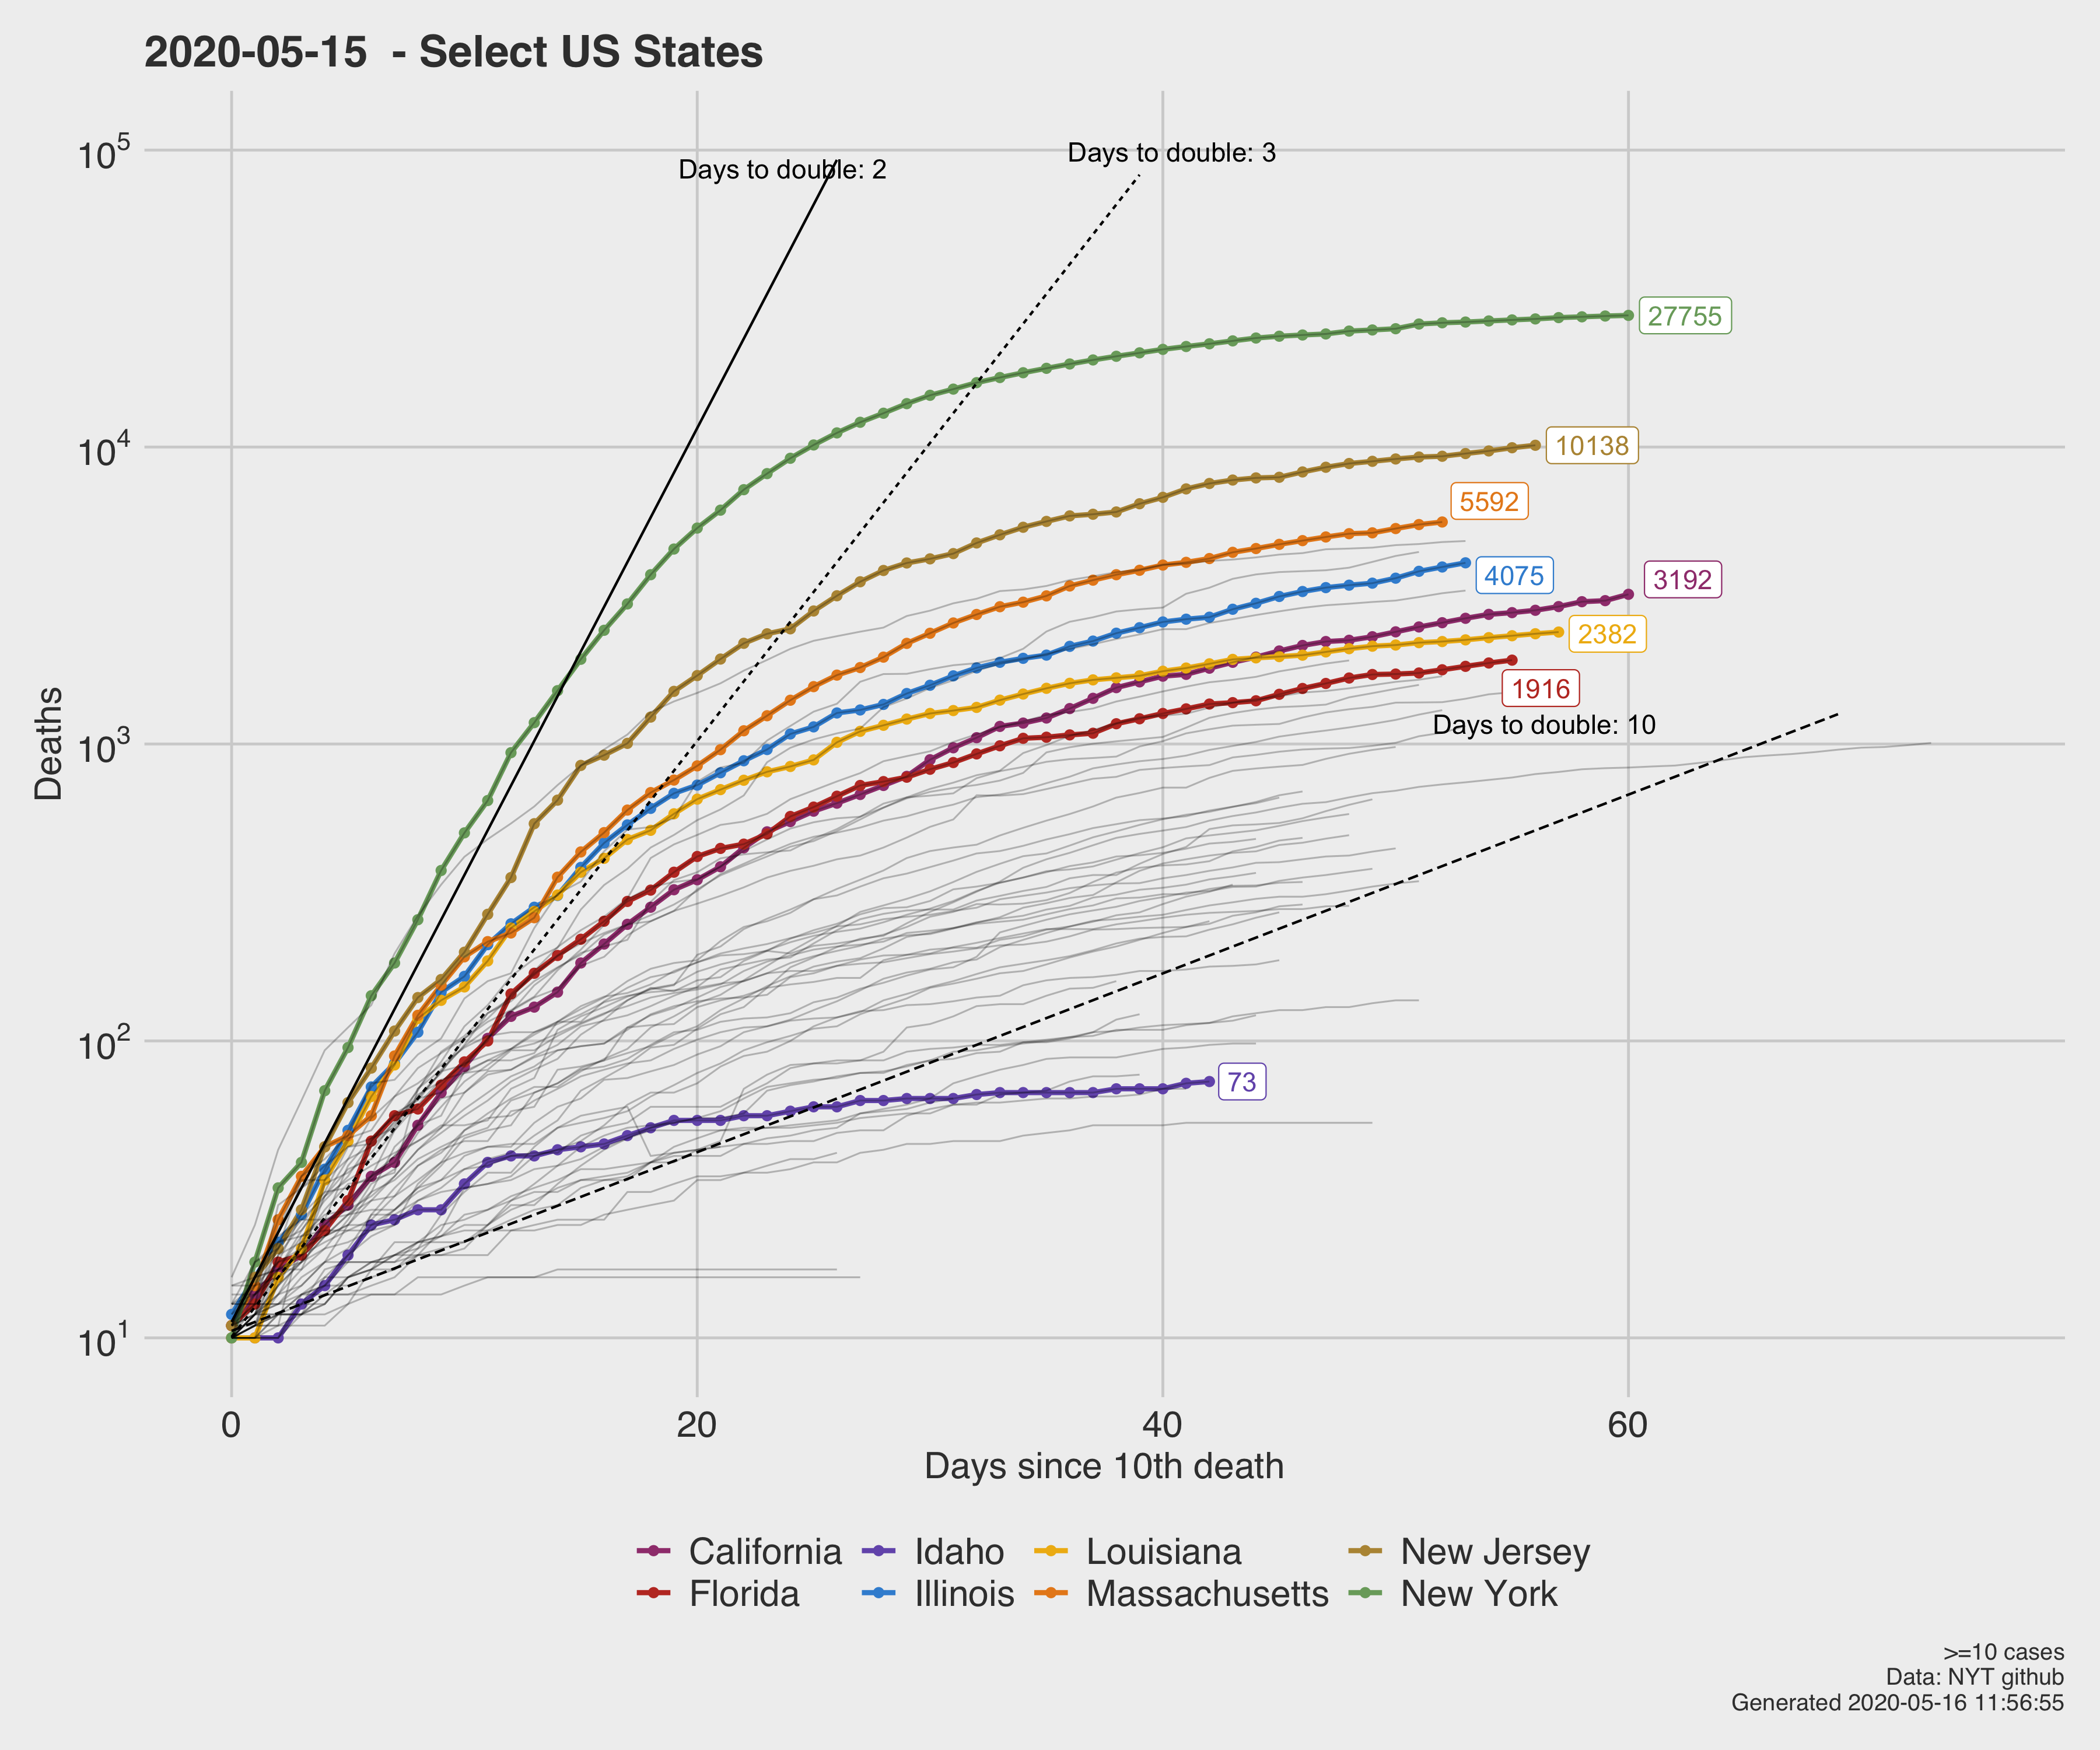 2020-05-15  - Select US States
Days to double: 2
Days to double: 3
Days to double: 10
27755
10138
5592
4075
3192
2382
1916
73
Deaths
10^5
10^4
10^3
10^2
10^1
0 20 40 60
Days since 10th death
California Idaho Louisiana New Jersey
Florida Illinois Massachusetts New York
>=10 cases
Data: NYT github
Generated 2020-05-16 11:56:55